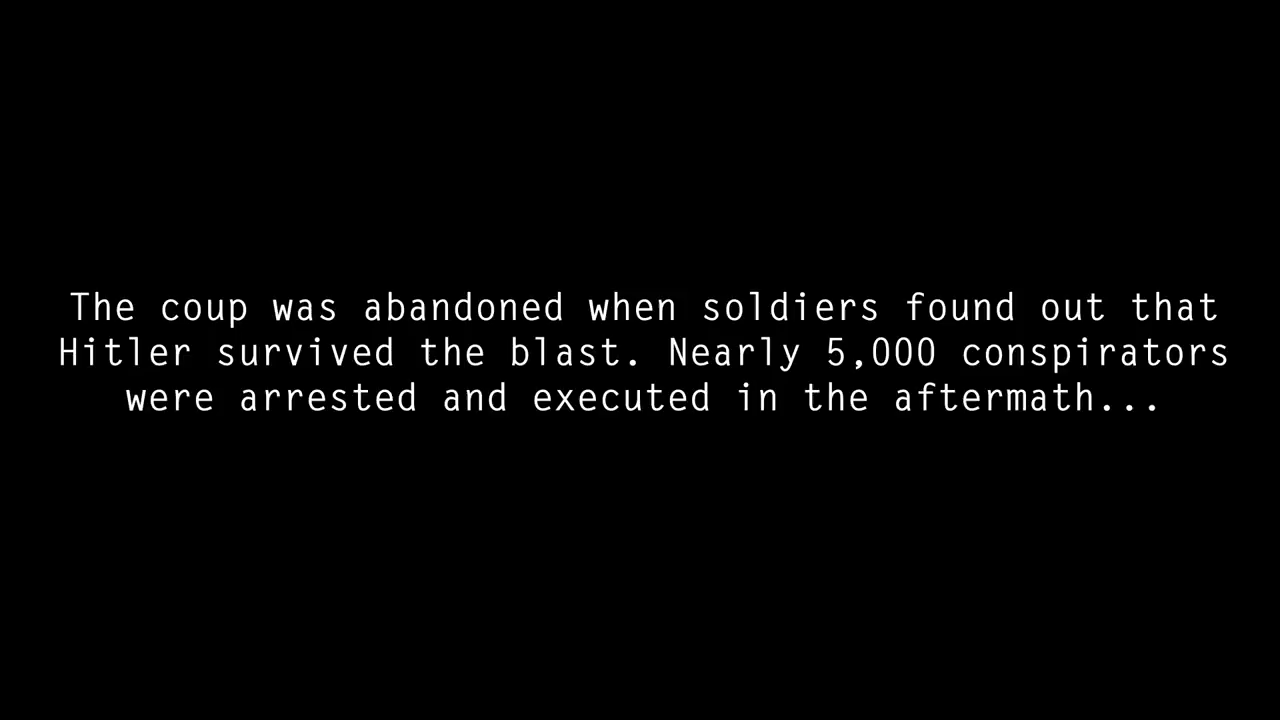 The coup was abandoned when soldiers found out that
Hitler survived the blast. Nearly 5,000 conspirators
were arrested and executed in the aftermath...